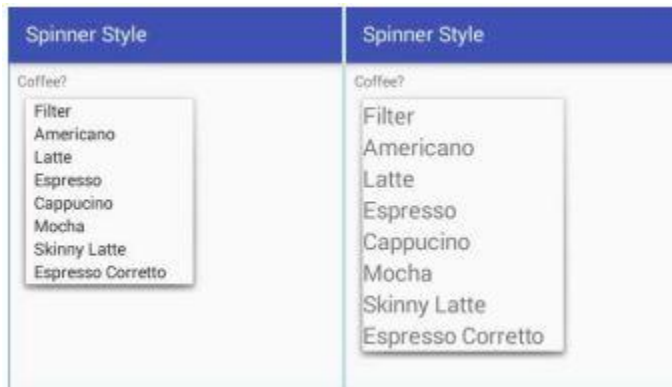 Spinner Style
Coffee?
Filter
Americano
Latte
Espresso
Cappucino
Mocha
Skinny Latte
Espresso Corretto
Spinner Style
Coffee?
Filter
Americano
Latte
Espresso
Cappucino
Mocha
Skinny Latte
Espresso Corretto